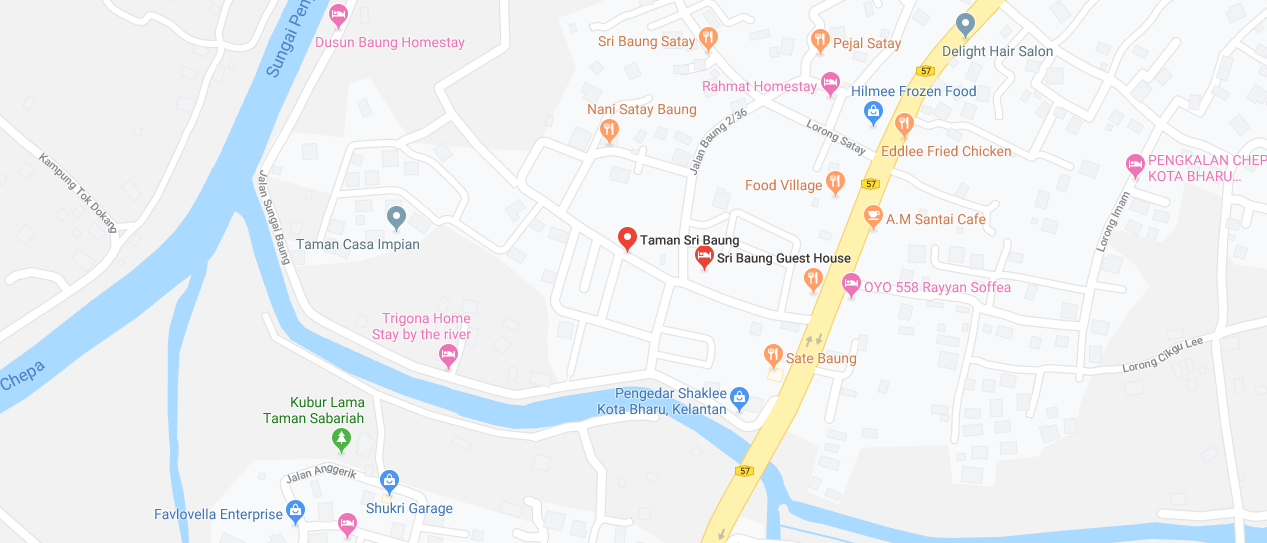 Sungai Peng
Dusun Baung Homestay
Sri Baung Satay
Pejal Satay
Delight Hair Salon
57
Rahmat Homestay
Hilmee Frozen Food
Nani Satay Baung
Jalan Baung 2/36
Lorong Satay
Eddlee Fried Chicken
Kampung Tok Dokang
PENGKALAN CHEP
KOTA BHARU...
57
Food Village
Jalan Sungai Baung
Lorong Imam
A.M Santai Cafe
Taman Casa Impian
Taman Sri Baung
Sri Baung Guest House
OYO 558 Rayyan Soffea
Trigona Home
Stay by the river
Lorong Cikgu Lee
Sate Baung
Chepa
Pengedar Shaklee
Kota Bharu, Kelantan
Kubur Lama
Taman Sabariah
57
Jalan Anggerik
Shukri Garage
Favlovella Enterprise